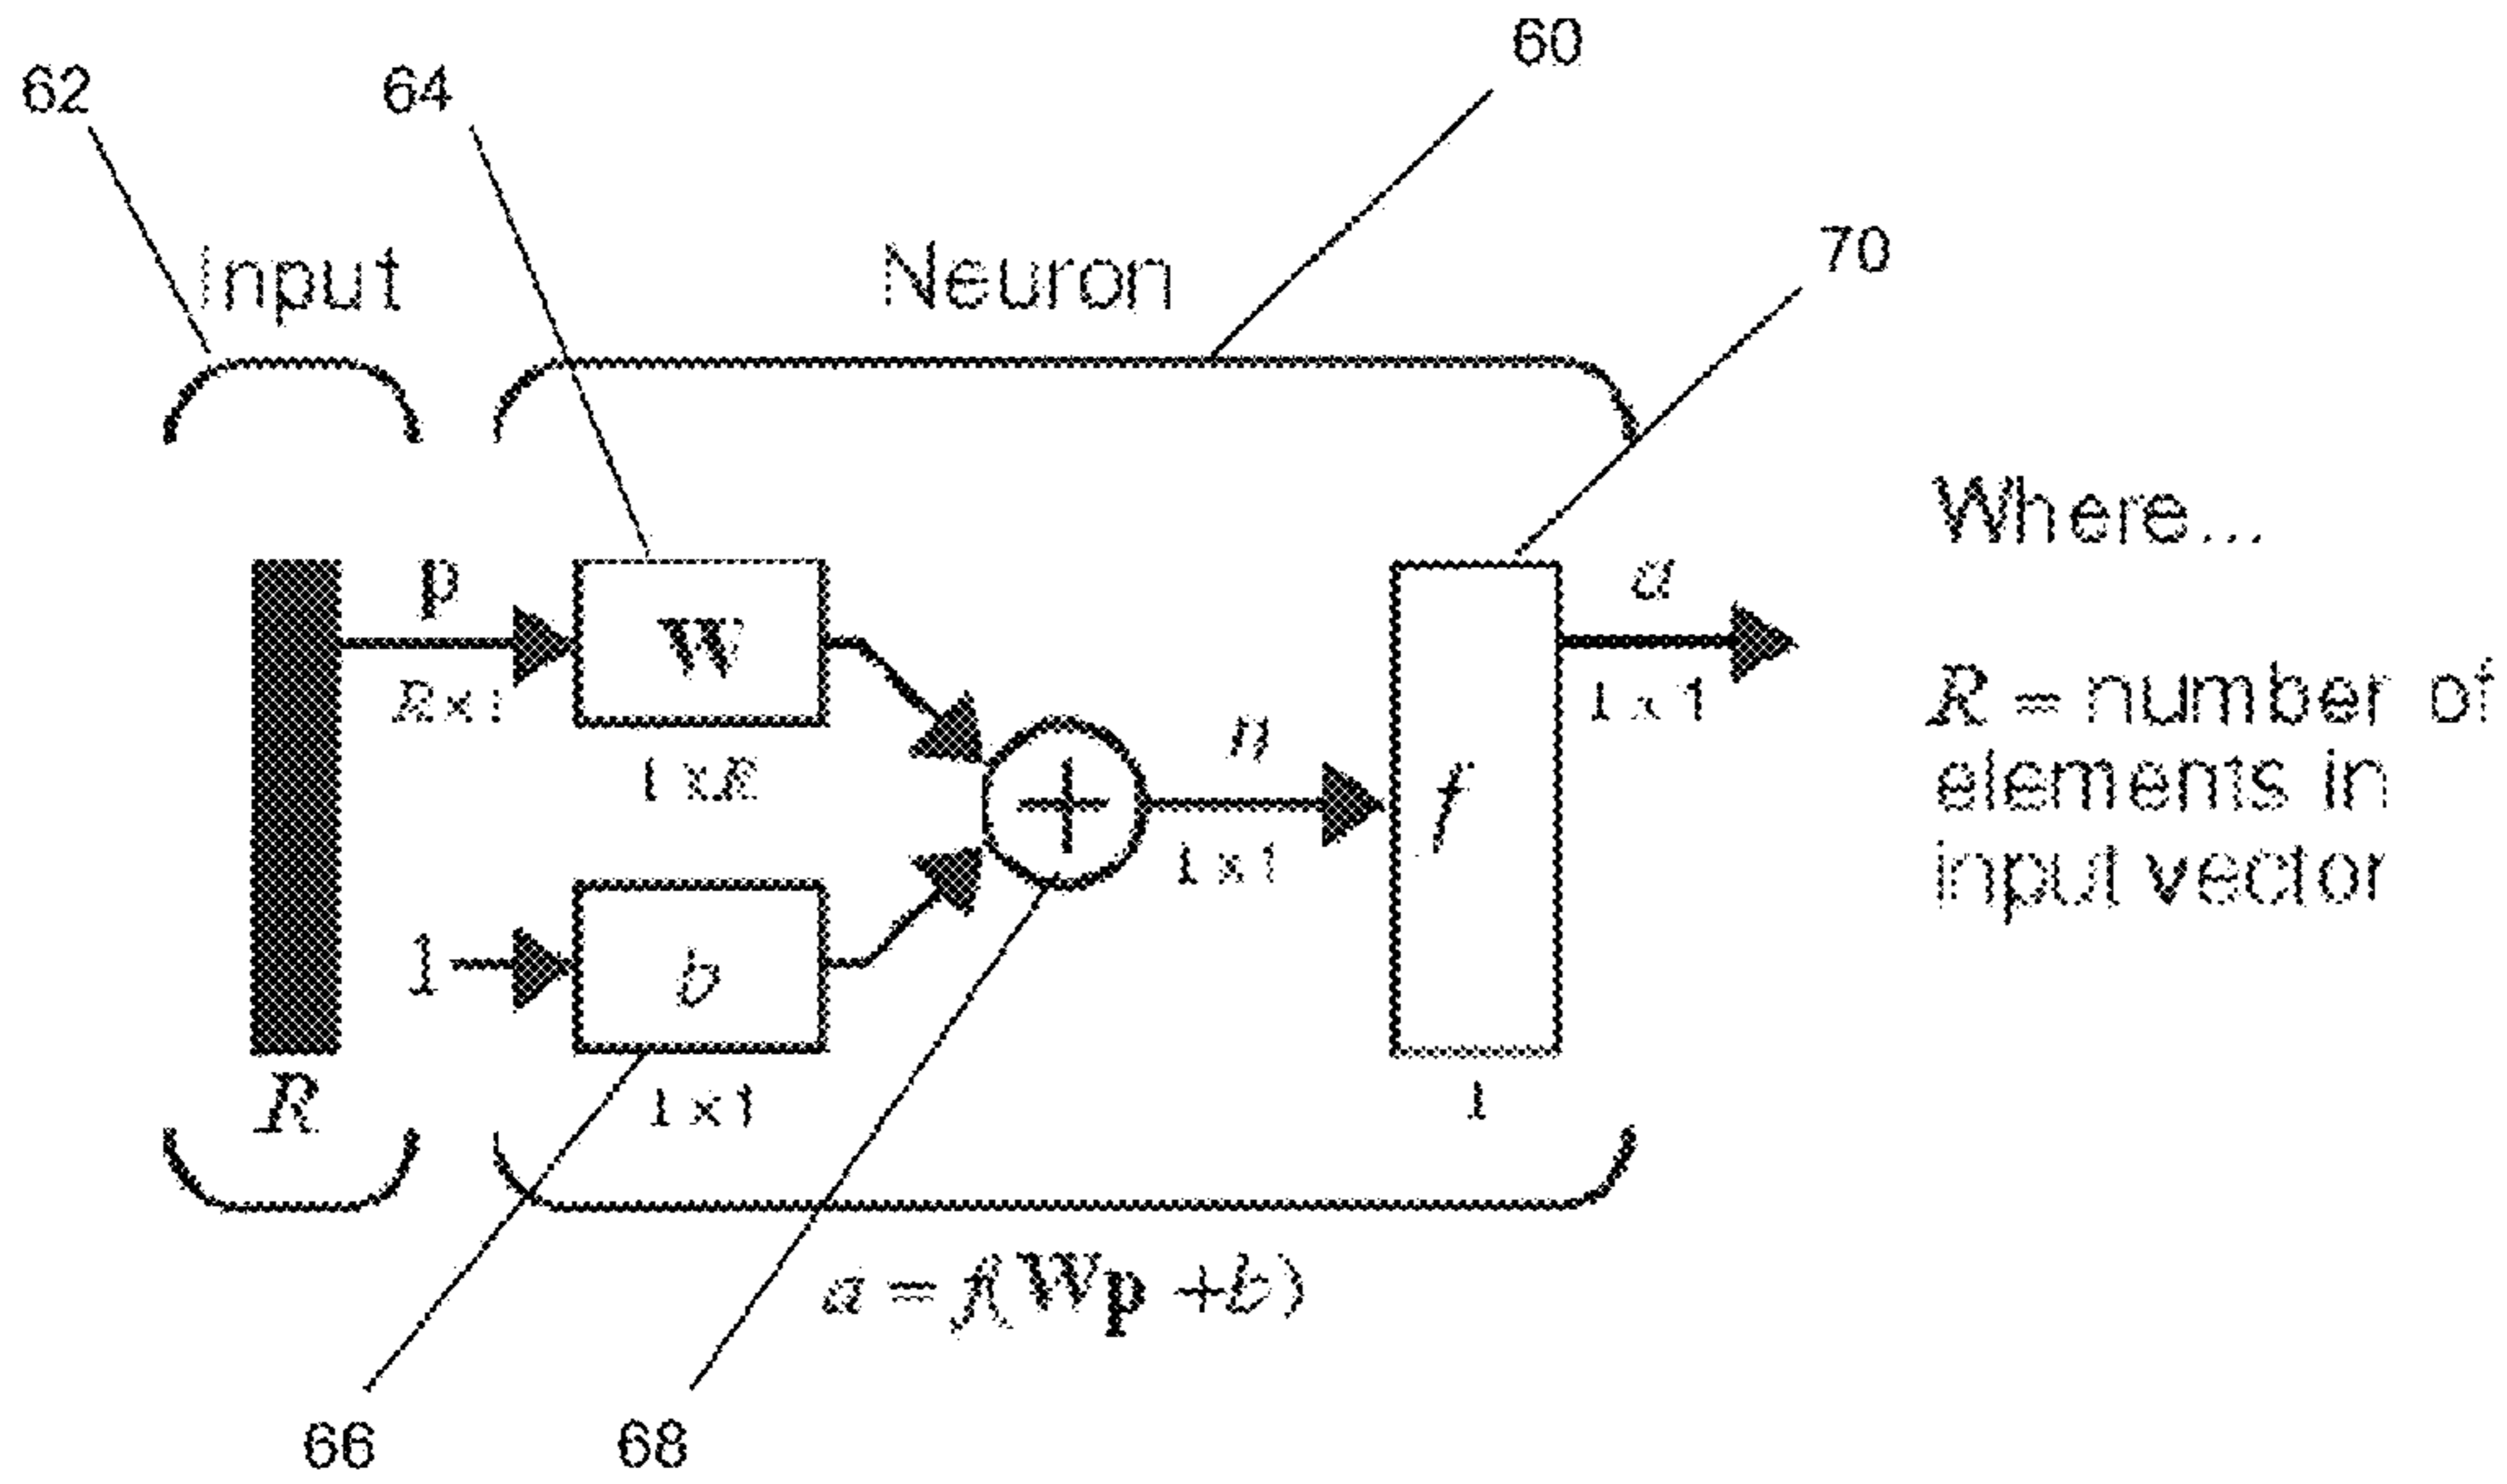 60
62
64
70
Input
Neuron
Where...
p
a
R x 1
W
1 x 1
R = number of
elements in
input vector
1 x R
n
f
1 x 1
1
b
R
1 x 1
1
a = f(Wp + b)
66
68